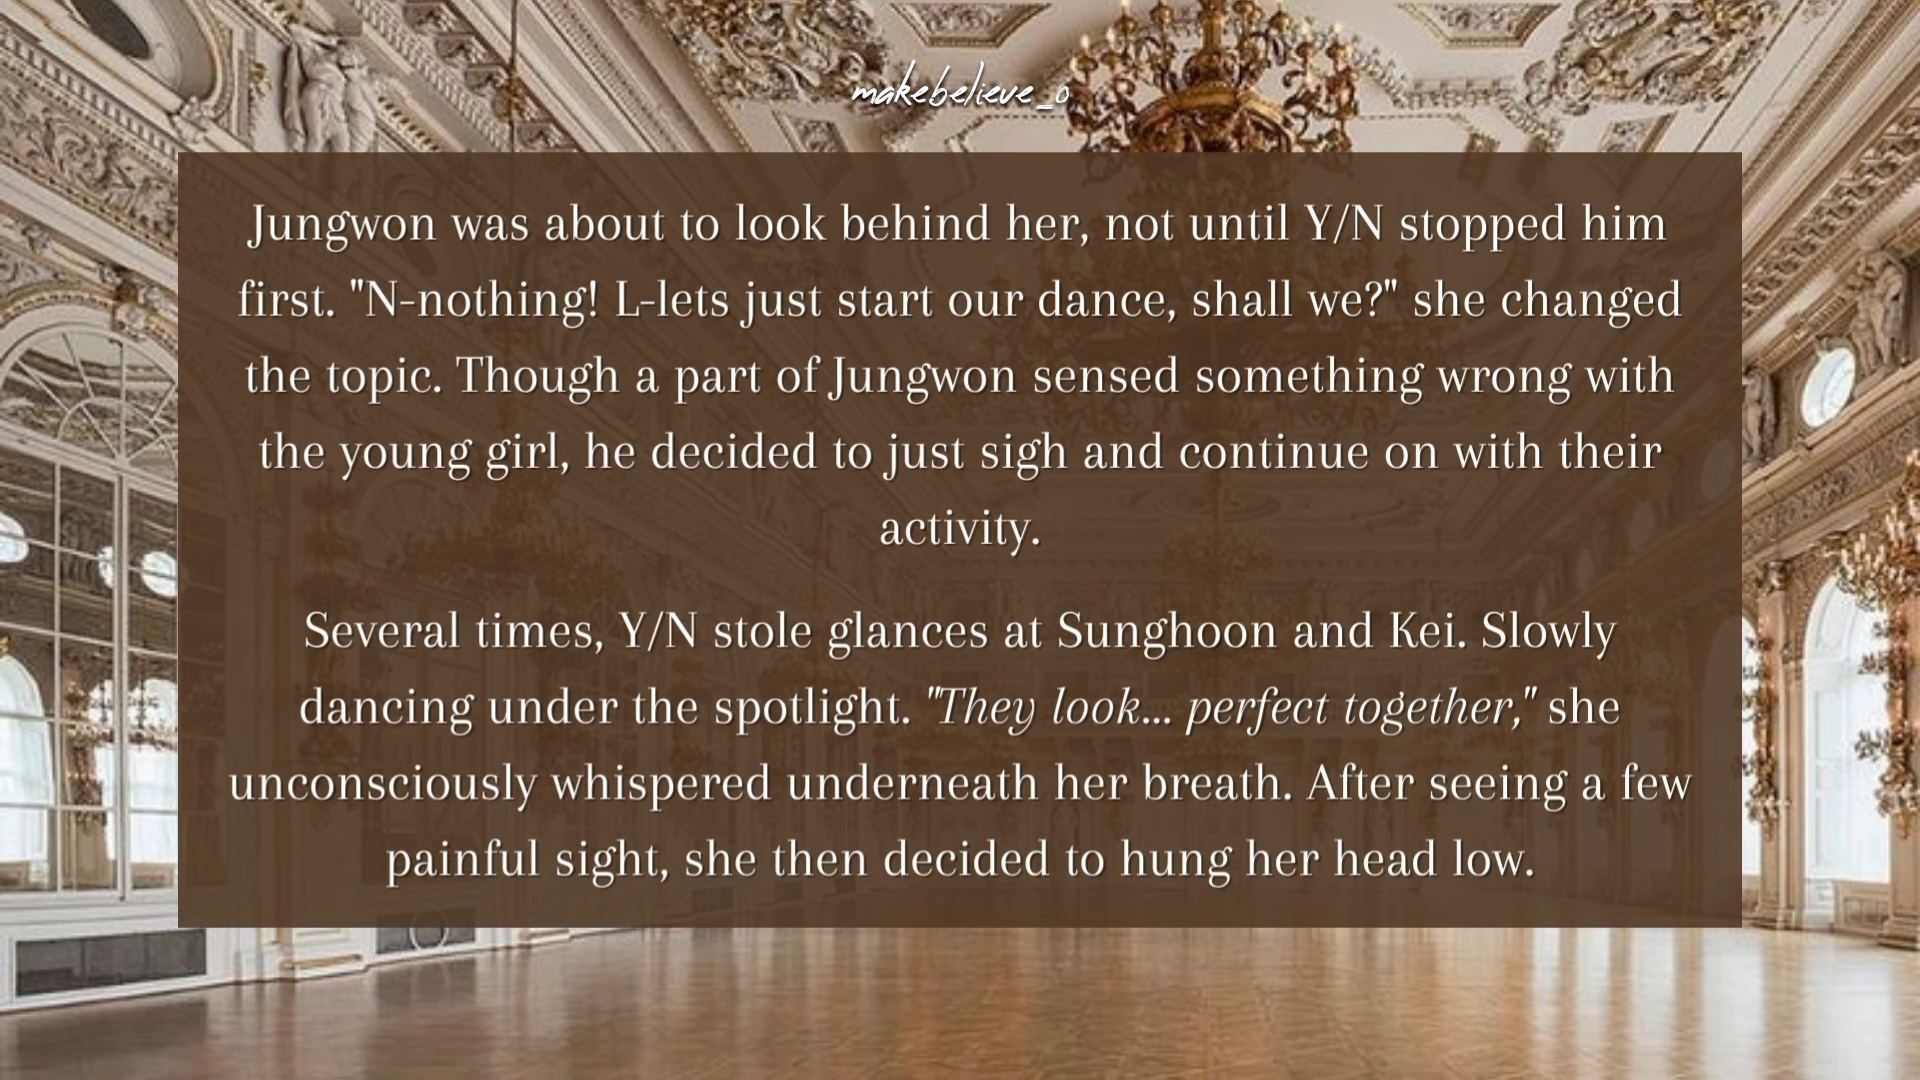 makebelieve_o
Jungwon was about to look behind her, not until Y/N stopped him
first. "N-nothing! L-lets just start our dance, shall we?" she changed
the topic. Though a part of Jungwon sensed something wrong with
the young girl, he decided to just sigh and continue on with their
activity.
Several times, Y/N stole glances at Sunghoon and Kei. Slowly
dancing under the spotlight. "They look... perfect together," she
unconsciously whispered underneath her breath. After seeing a few
painful sight, she then decided to hung her head low.